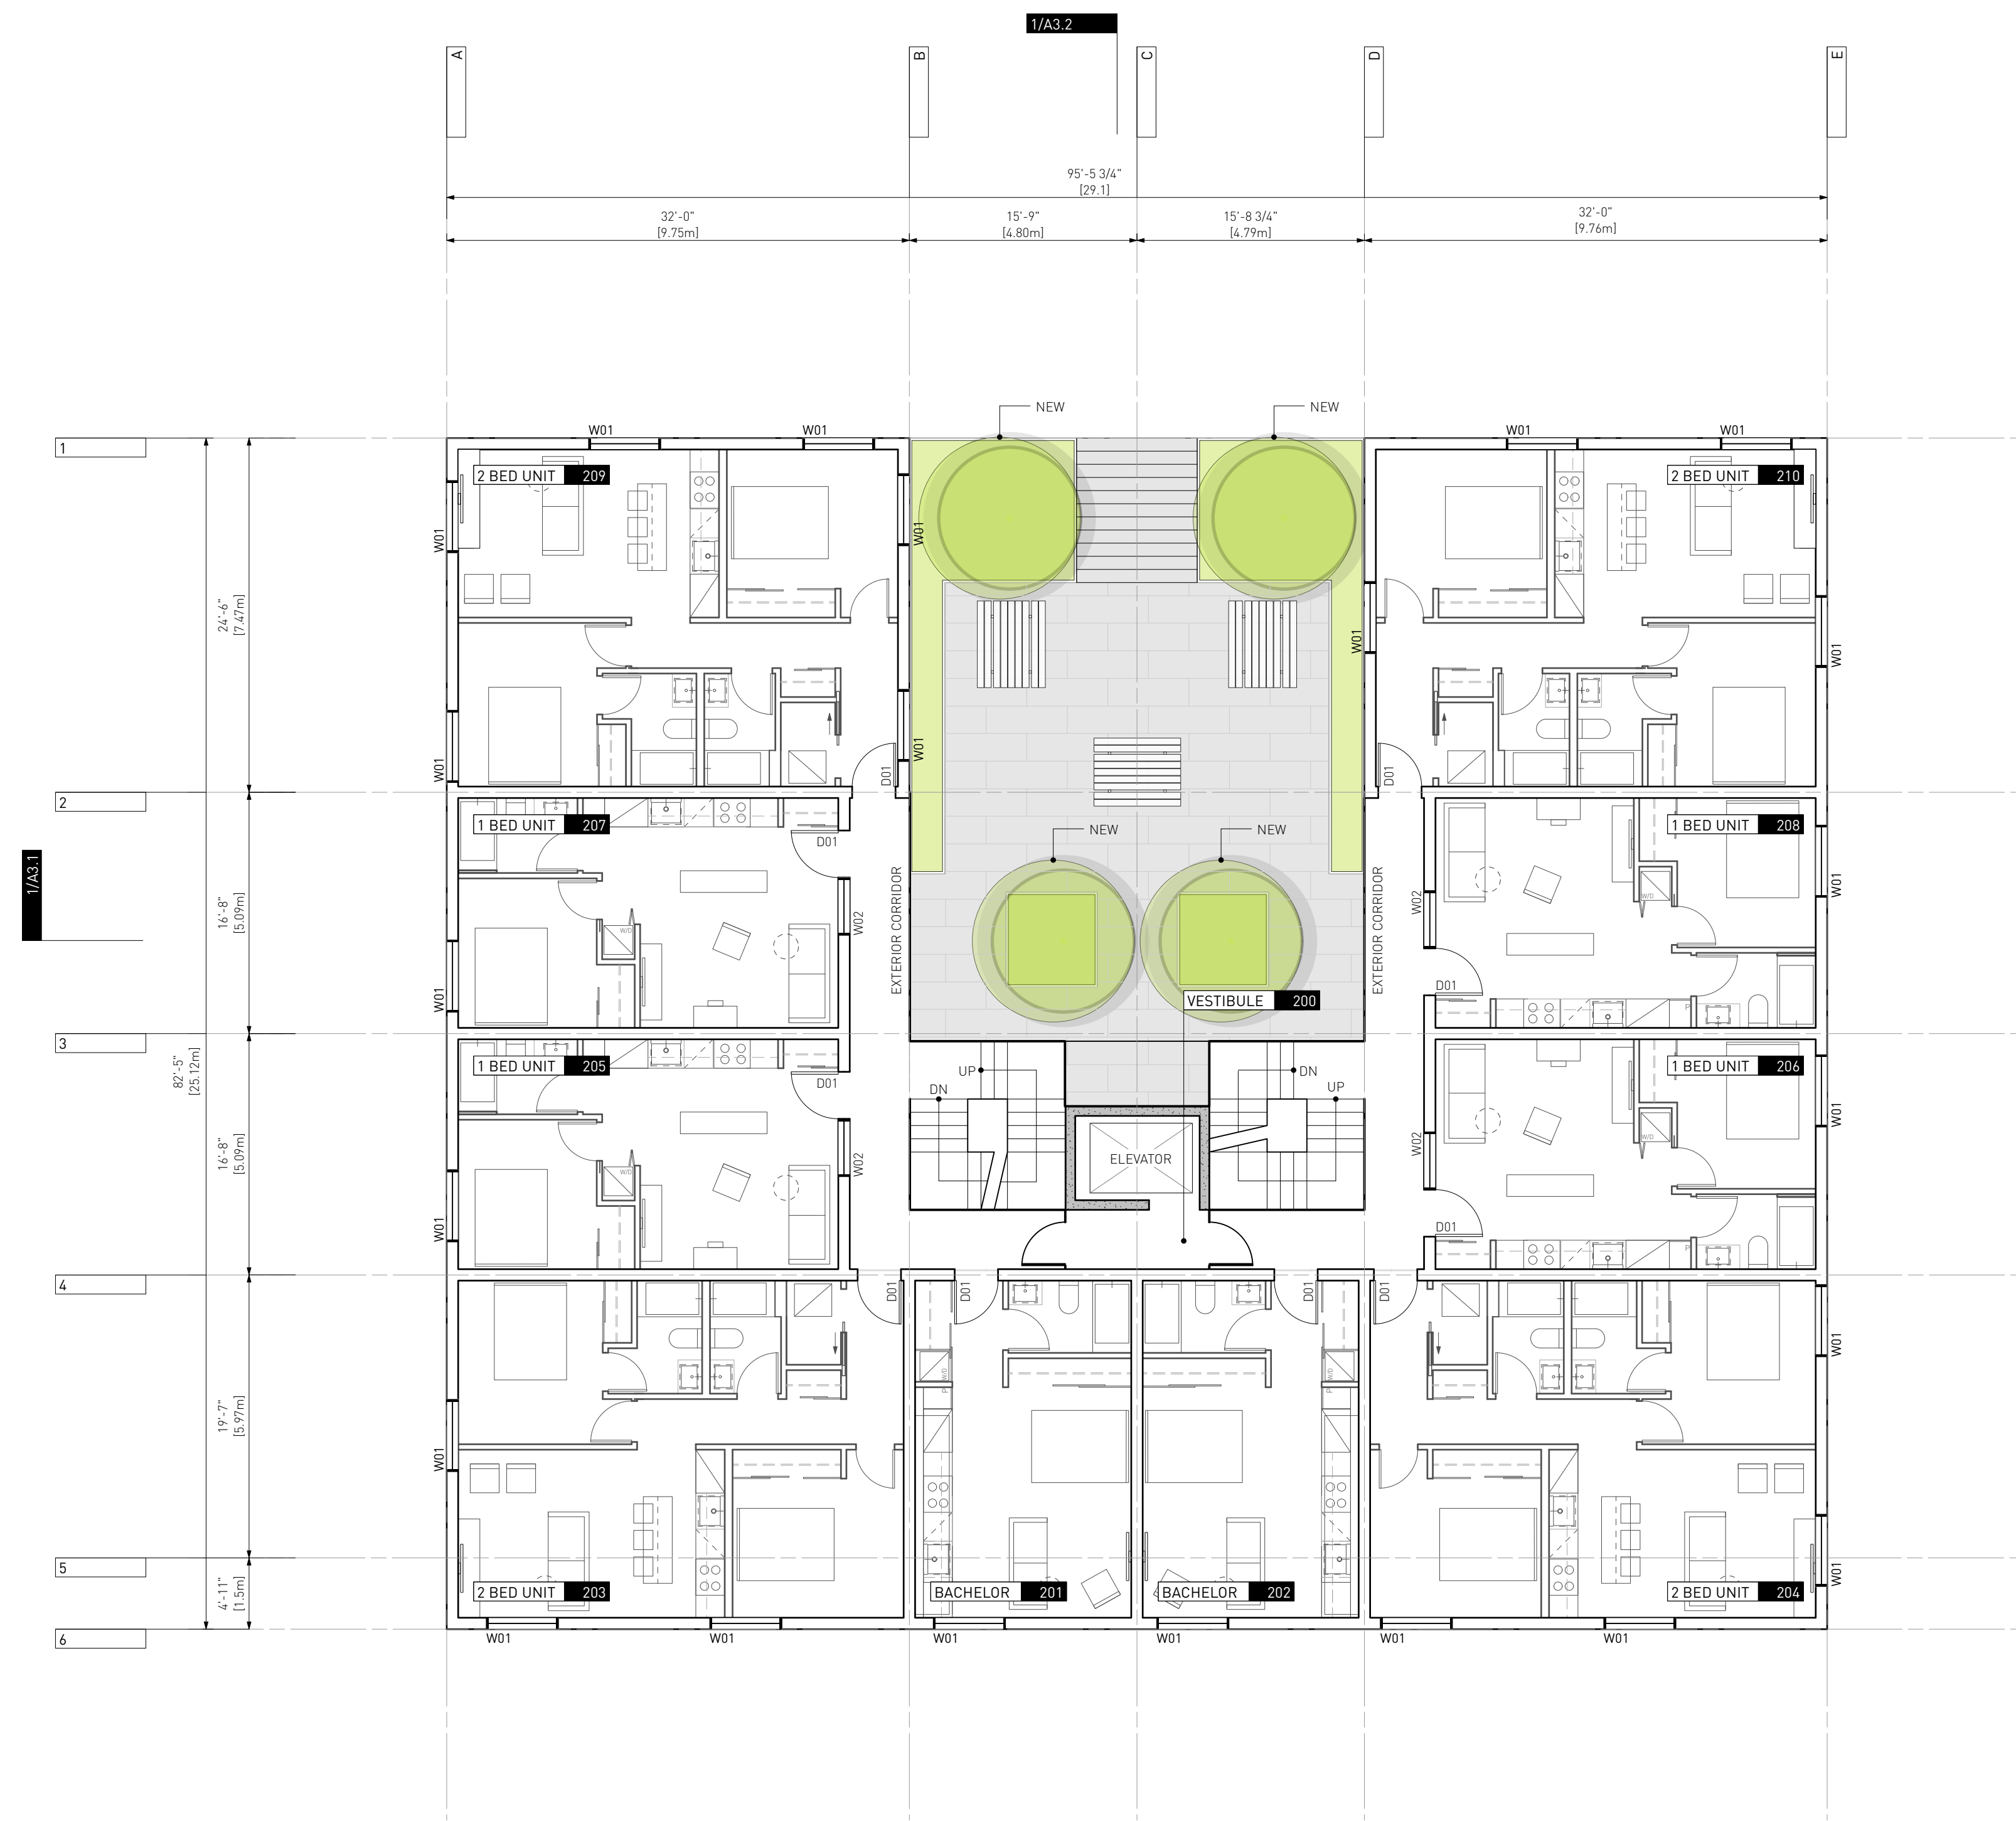 1/A3.2
A
B
C
D
E
95'-5 3/4"
[29.1]
32'-0"
[9.75m]
15'-9"
[4.80m]
15'-8 3/4"
[4.79m]
32'-0"
[9.76m]
NEW
NEW
1
W01
W01
W01
W01
2 BED UNIT 209
2 BED UNIT 210
W01
W01
24'-6"
[7.47m]
W01
W01
W01
W01
W01
D01
D01
2
1 BED UNIT 207
1 BED UNIT 208
NEW
NEW
D01
1/A3.1
16'-8"
[5.09m]
W/D
W02
EXTERIOR CORRIDOR
EXTERIOR CORRIDOR
W02
W/D
W01
W01
D01
VESTIBULE 200
3
82'-5"
[25.12m]
1 BED UNIT 205
1 BED UNIT 206
UP
DN
DN
UP
D01
16'-8"
[5.09m]
W/D
W02
ELEVATOR
W02
W/D
W01
W01
D01
4
D01
D01
D01
D01
W01
W/D
W/D
19'-7"
[5.97m]
W01
5
4'-11"
[1.5m]
2 BED UNIT 203
BACHELOR 201
BACHELOR 202
2 BED UNIT 204
W01
6
W01
W01
W01
W01
W01
W01